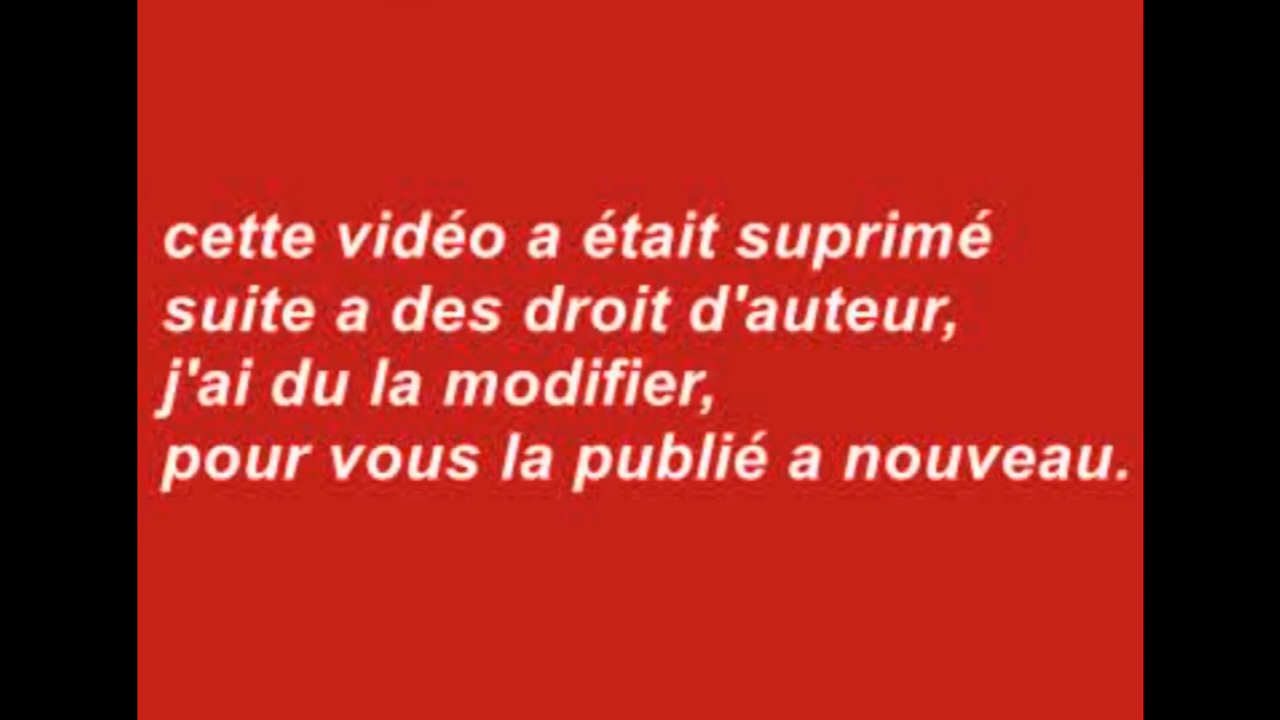 cette vidéo a était suprimé
suite a des droit d'auteur,
j'ai du la modifier,
pour vous la publié a nouveau.